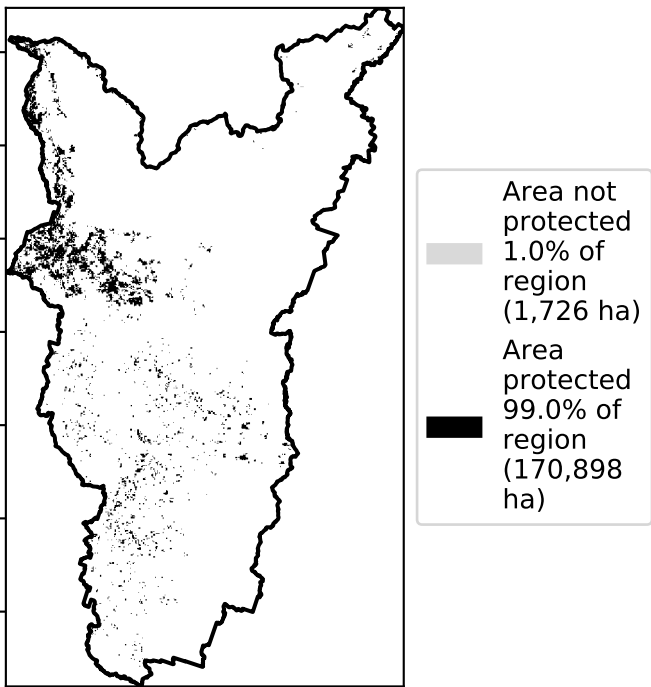 Area not
protected
1.0% of
region
(1,726 ha)
Area
protected
99.0% of
region
(170,898
ha)